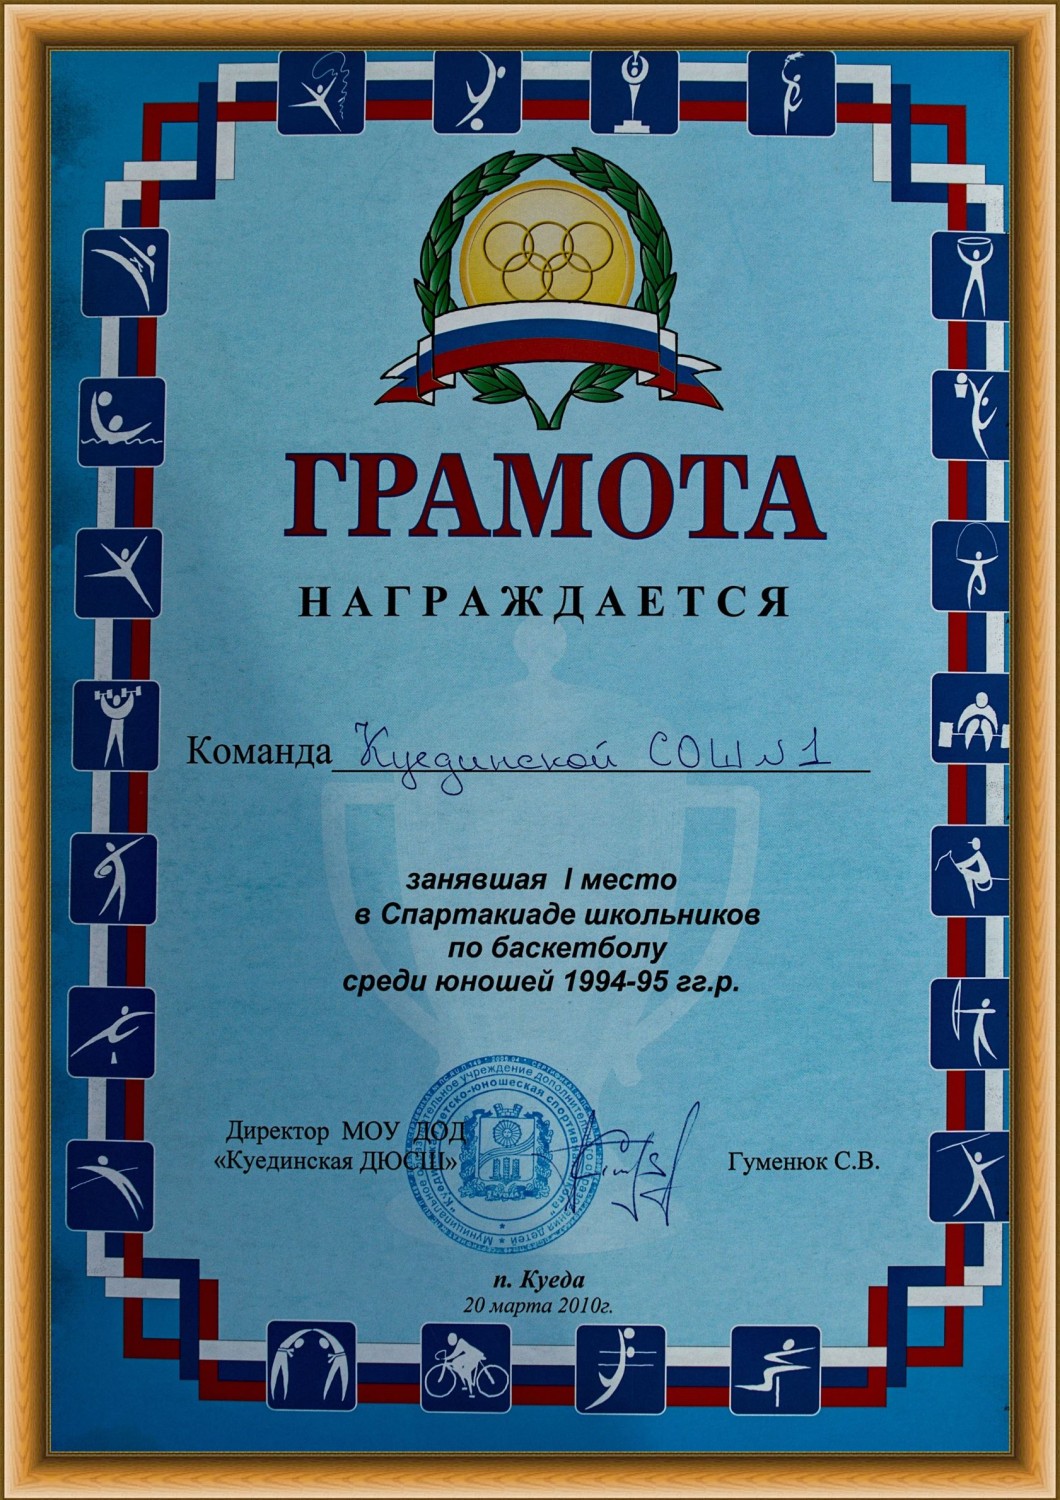 ГРАМОТА
НАГРАЖДАЕТСЯ
Команда Куединской СОШ №1
занявшая I место
в Спартакиаде школьников
по баскетболу
среди юношей 1994-95 гг.р.
Директор МОУ ДОД
«Куединская ДЮСШ»
Гуменюк С.В.
п. Куеда
20 марта 2010г.